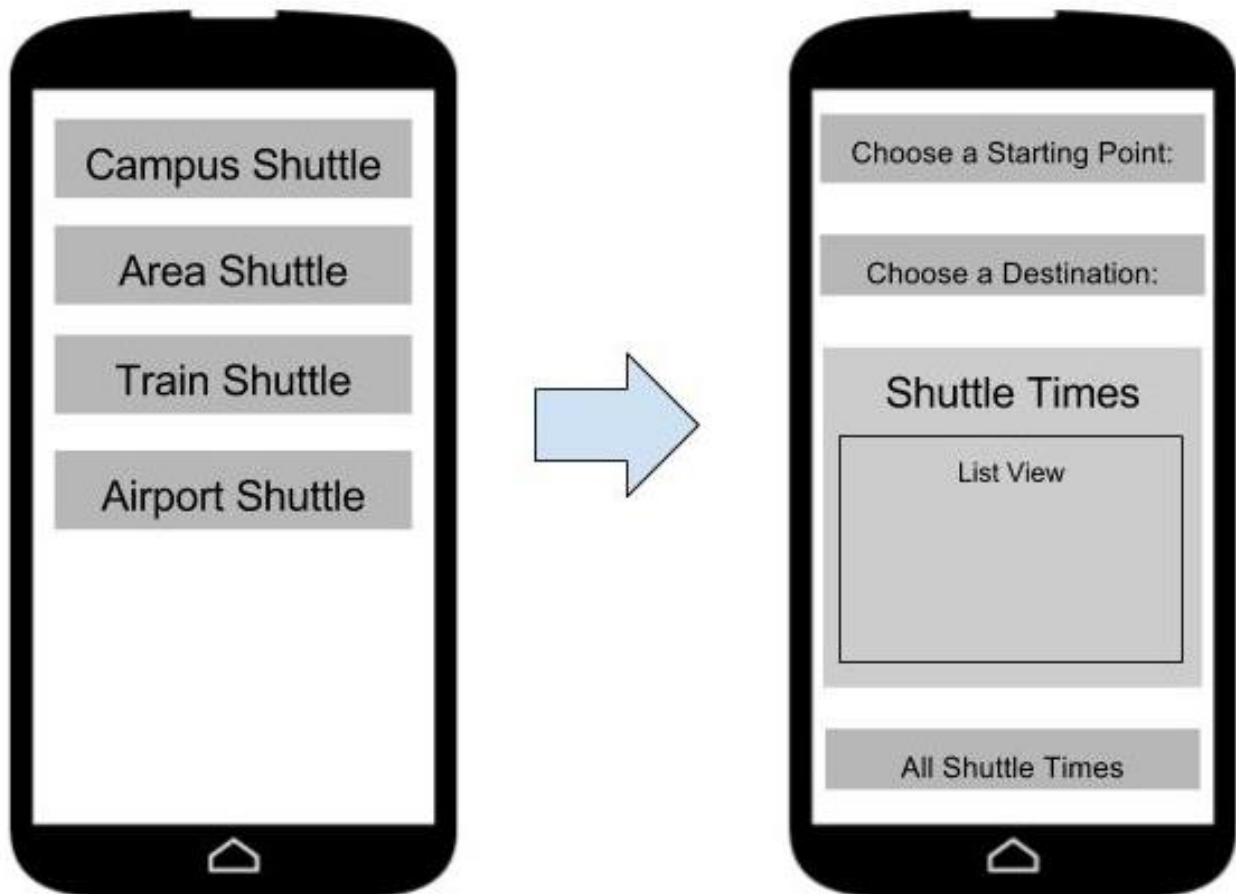 Campus Shuttle
Area Shuttle
Train Shuttle
Airport Shuttle
Choose a Starting Point:
Choose a Destination:
Shuttle Times
List View
All Shuttle Times